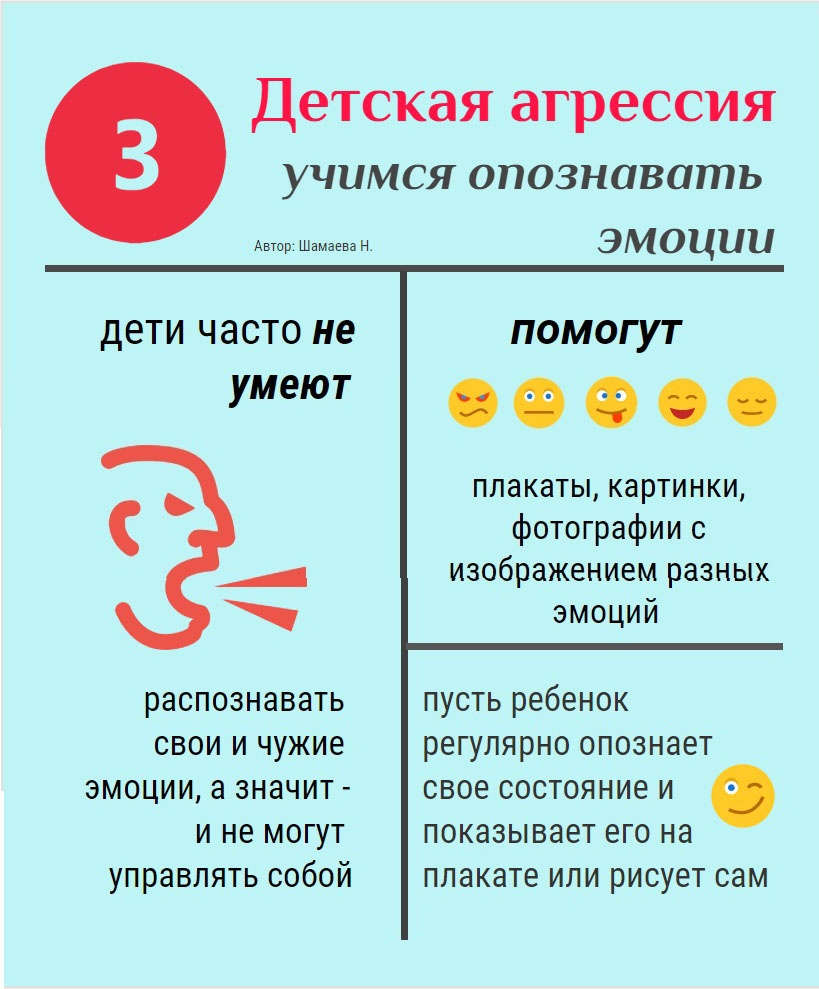 3
Детская агрессия
учимся опознавать
эмоции
Автор: Шамаева Н.
дети часто не
умеют
распознавать
свои и чужие
эмоции, а значит -
и не могут
управлять собой
помогут
плакаты, картинки,
фотографии с
изображением разных
эмоций
пусть ребенок
регулярно опознает
свое состояние и
показывает его на
плакате или рисует сам